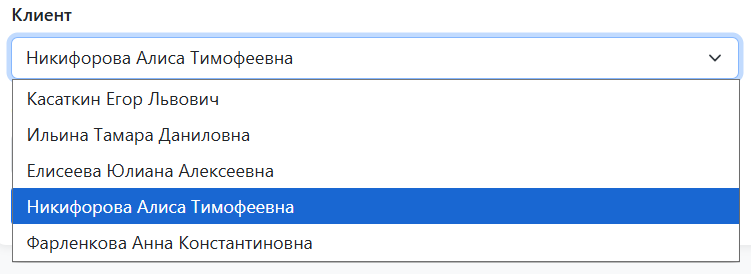 Клиент
Никифорова Алиса Тимофеевна
Касаткин Егор Львович
Ильина Тамара Даниловна
Елисеева Юлиана Алексеевна
Никифорова Алиса Тимофеевна
Фарленкова Анна Константиновна